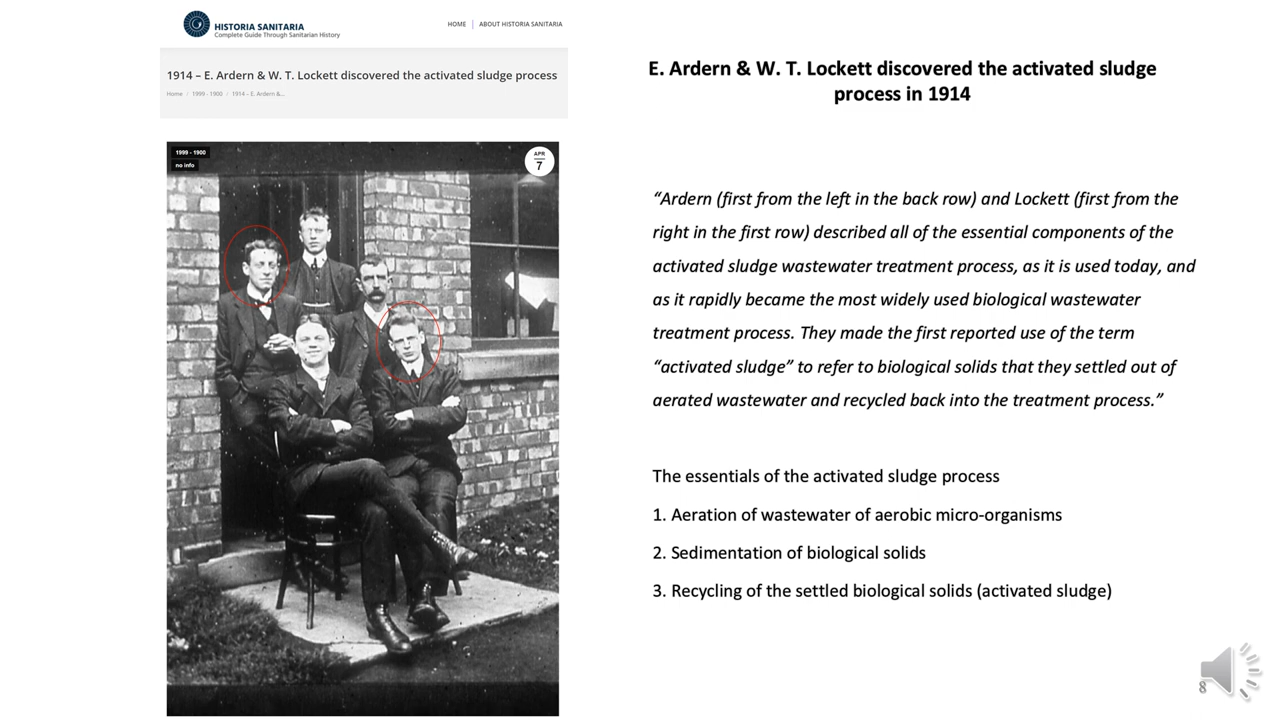 HISTORIA SANITARIA
Complete Guide Through Sanitarian History
HOME | ABOUT HISTORIA SANITARIA
1914 – E. Ardern & W. T. Lockett discovered the activated sludge process
Home / 1999 - 1900 / 1914 – E. Ardern &...
1999 - 1900
no info
APR
7
E. Ardern & W. T. Lockett discovered the activated sludge
process in 1914
“Ardern (first from the left in the back row) and Lockett (first from the
right in the first row) described all of the essential components of the
activated sludge wastewater treatment process, as it is used today, and
as it rapidly became the most widely used biological wastewater
treatment process. They made the first reported use of the term
“activated sludge” to refer to biological solids that they settled out of
aerated wastewater and recycled back into the treatment process.”
The essentials of the activated sludge process
1. Aeration of wastewater of aerobic micro-organisms
2. Sedimentation of biological solids
3. Recycling of the settled biological solids (activated sludge)
8